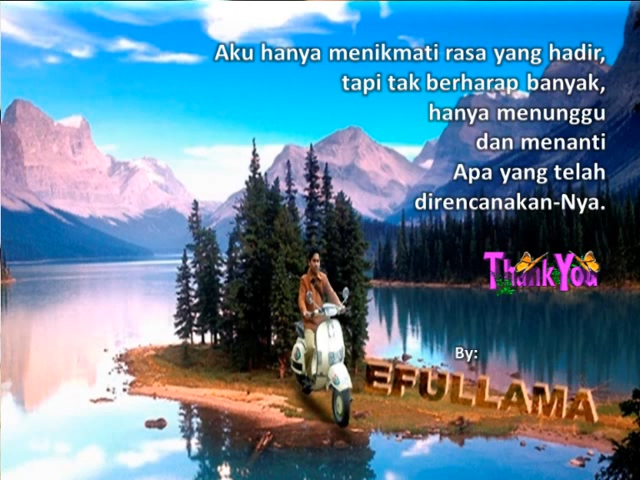 Aku hanya menikmati rasa yang hadir,
tapi tak berharap banyak,
hanya menunggu
dan menanti
Apa yang telah
direncanakan-Nya.
Thank You
By:
EFULLAMA